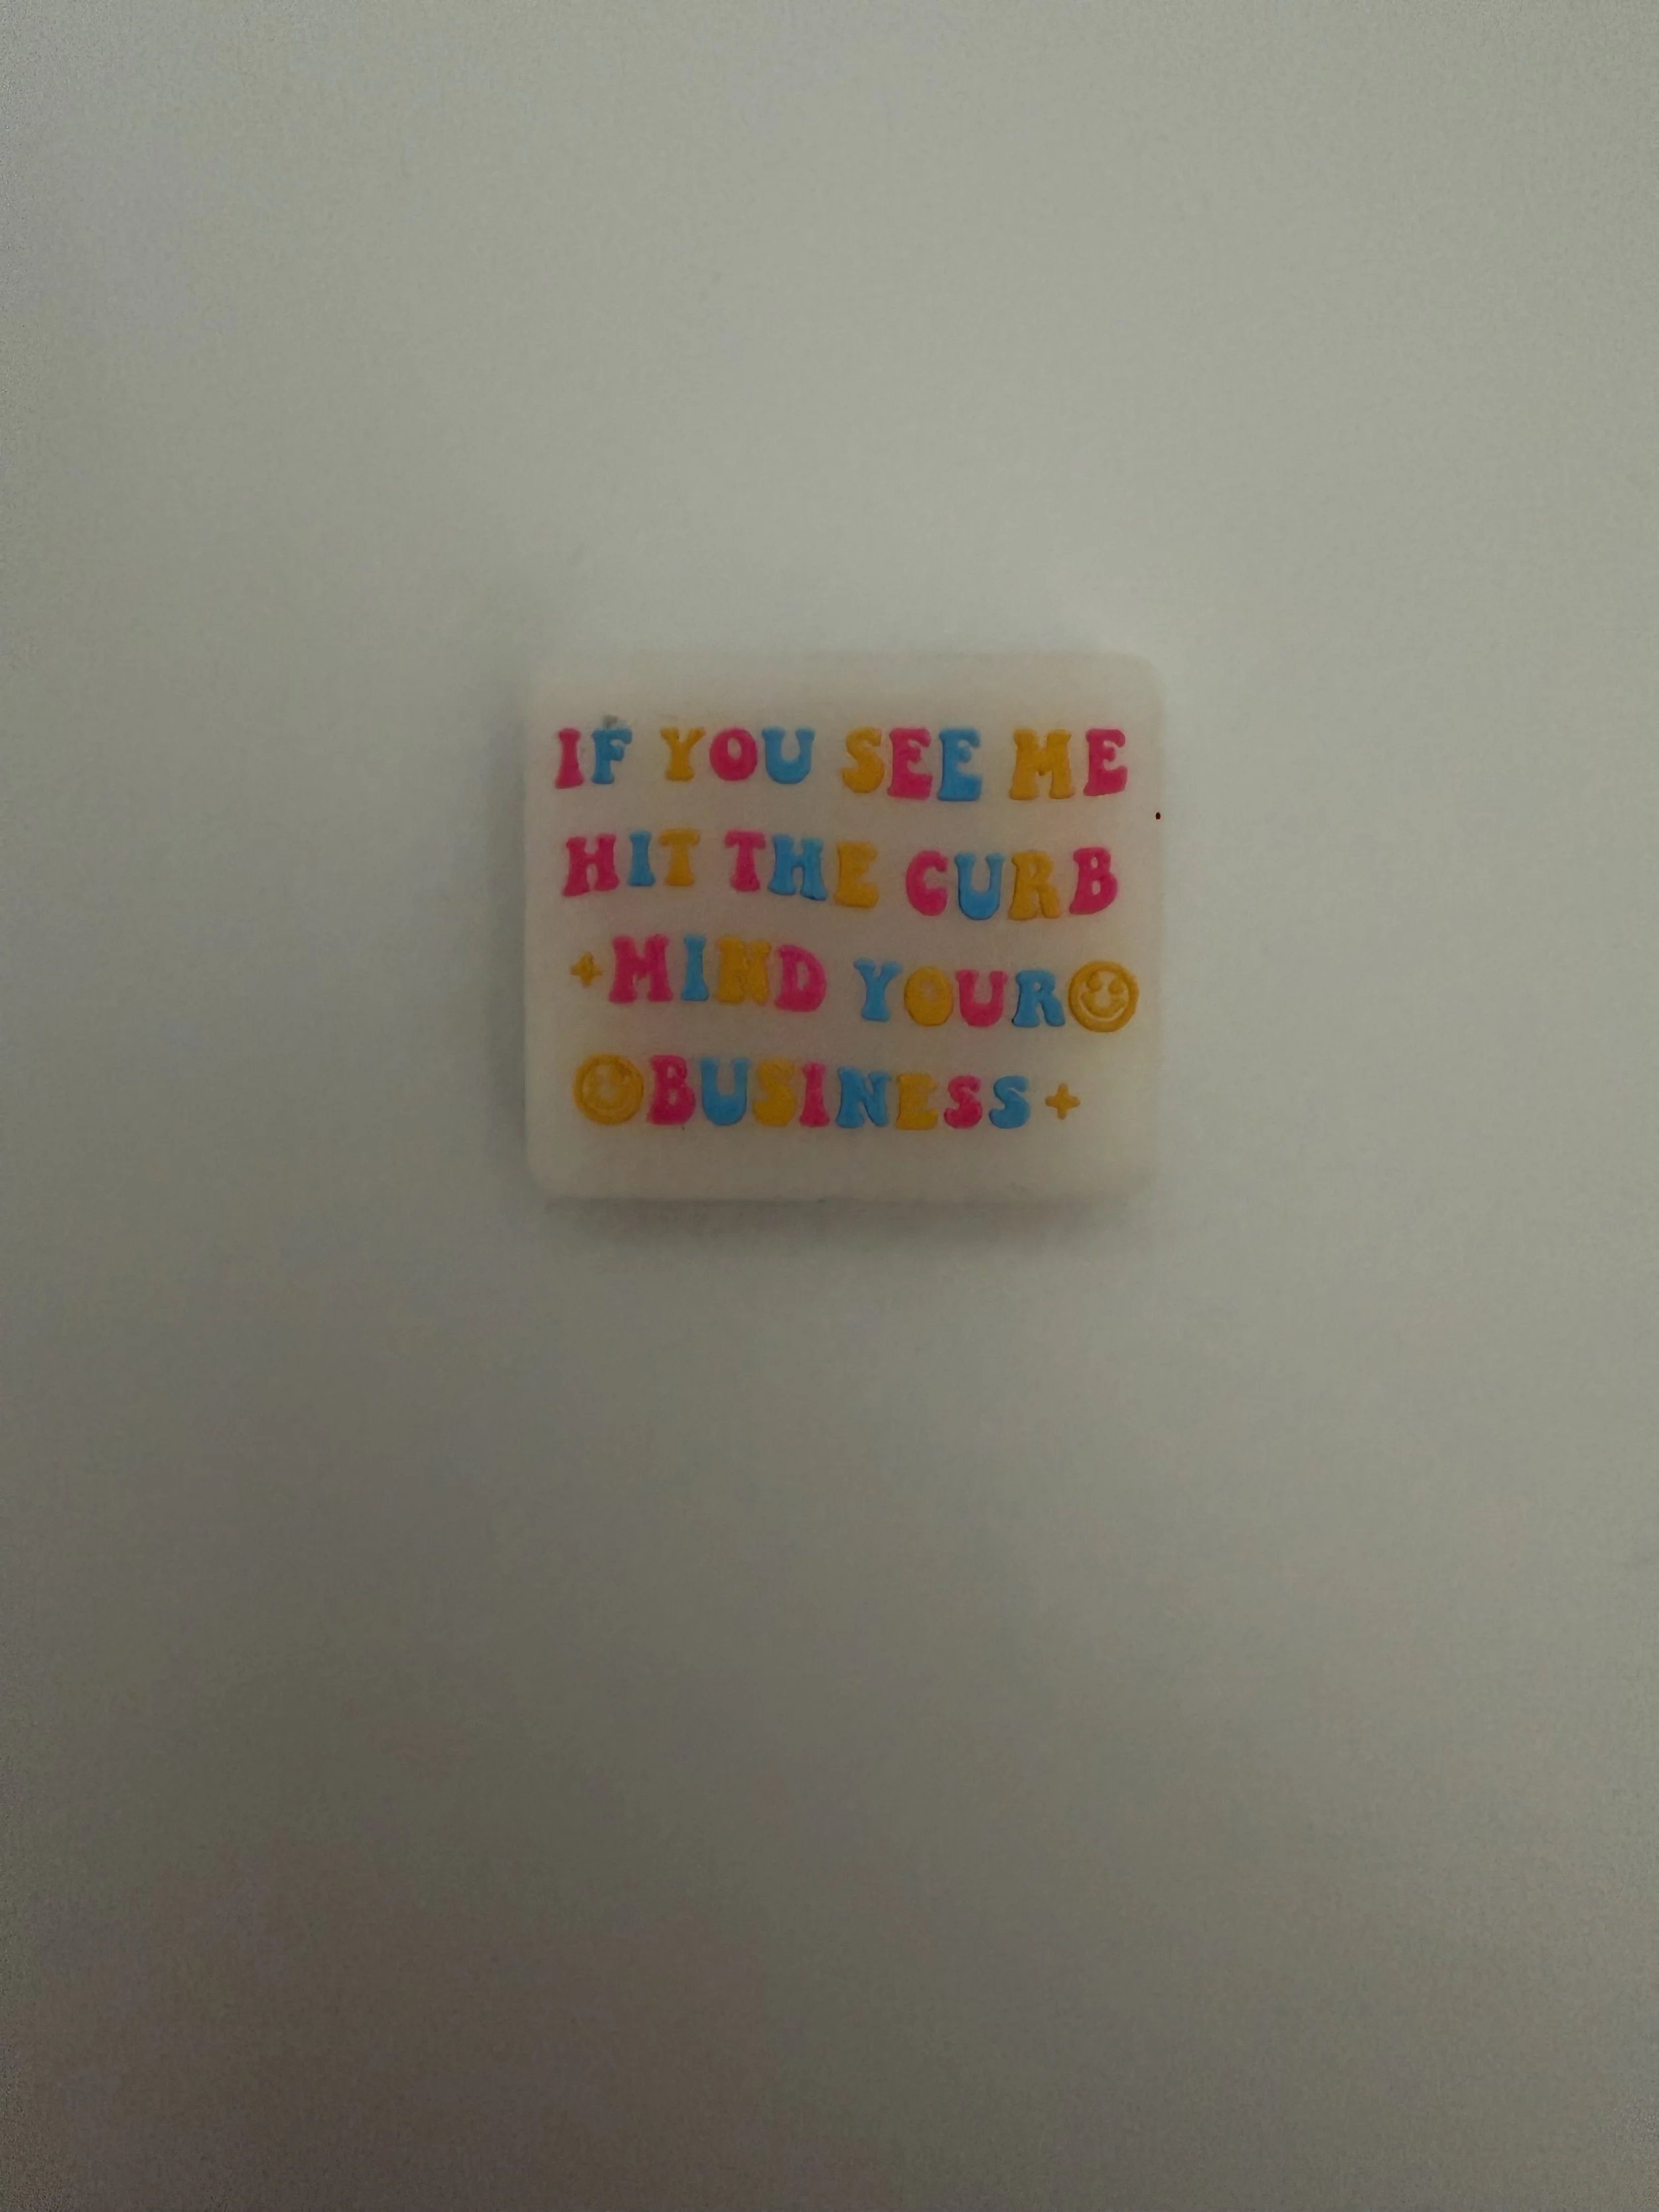 IF YOU SEE ME
HIT THE CURB
MIND YOUR
BUSINESS